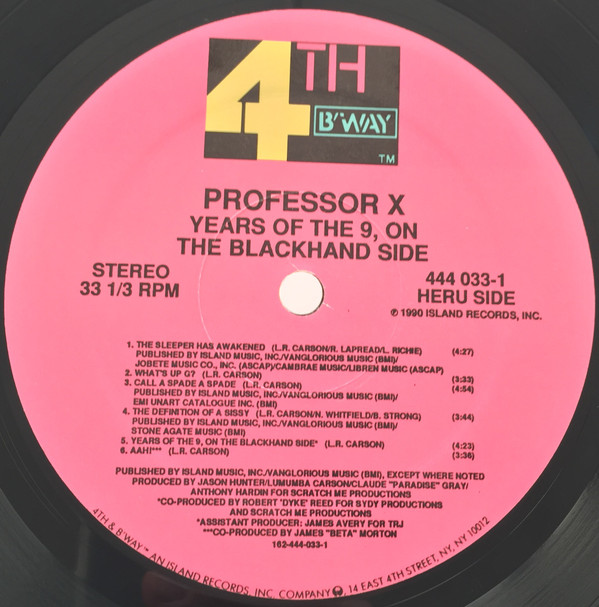 4TH
B'WAY
TM
PROFESSOR X
YEARS OF THE 9, ON
THE BLACKHAND SIDE
STEREO
33 1/3 RPM
444 033-1
HERU SIDE
℗ 1990 ISLAND RECORDS, INC.
1. THE SLEEPER HAS AWAKENED (L.R. CARSON/R. LAPREAD/L. RICHIE) (4:27)
PUBLISHED BY ISLAND MUSIC, INC./VANGLORIOUS MUSIC (BMI)/
JOBETE MUSIC CO., INC. (ASCAP)/CAMBRAE MUSIC/LIBREN MUSIC (ASCAP)
2. WHAT'S UP G? (L.R. CARSON) (3:33)
3. CALL A SPADE A SPADE (L.R. CARSON) (4:54)
PUBLISHED BY ISLAND MUSIC, INC./VANGLORIOUS MUSIC (BMI)/
EMI UNART CATALOGUE INC. (BMI)
4. THE DEFINITION OF A SISSY (L.R. CARSON/N. WHITFIELD/B. STRONG) (3:44)
PUBLISHED BY ISLAND MUSIC, INC./VANGLORIOUS MUSIC (BMI)/
STONE AGATE MUSIC (BMI)
5. YEARS OF THE 9, ON THE BLACKHAND SIDE* (L.R. CARSON) (4:23)
6. AAH!*** (L.R. CARSON) (3:36)
PUBLISHED BY ISLAND MUSIC, INC./VANGLORIOUS MUSIC (BMI), EXCEPT WHERE NOTED
PRODUCED BY JASON HUNTER/LUMUMBA CARSON/CLAUDE "PARADISE" GRAY/
ANTHONY HARDIN FOR SCRATCH ME PRODUCTIONS
*CO-PRODUCED BY ROBERT 'DYKE' REED FOR SYDY PRODUCTIONS
AND SCRATCH ME PRODUCTIONS
*ASSISTANT PRODUCER: JAMES AVERY FOR TRJ
***CO-PRODUCED BY JAMES "BETA" MORTON
162-444-033-1
4TH & B'WAY™ AN ISLAND RECORDS, INC. COMPANY, 14 EAST 4TH STREET, NY, NY 10012